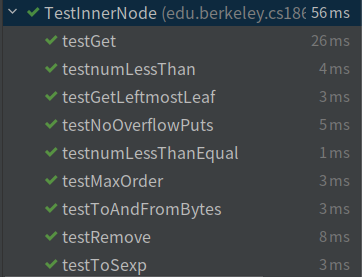 TestInnerNode (edu.berkeley.cs186 56 ms
testGet 26 ms
testnumLessThan 4 ms
testGetLeftmostLeaf 3 ms
testNoOverflowPuts 5 ms
testnumLessThanEqual 1 ms
testMaxOrder 3 ms
testToAndFromBytes 3 ms
testRemove 8 ms
testToSexp 3 ms